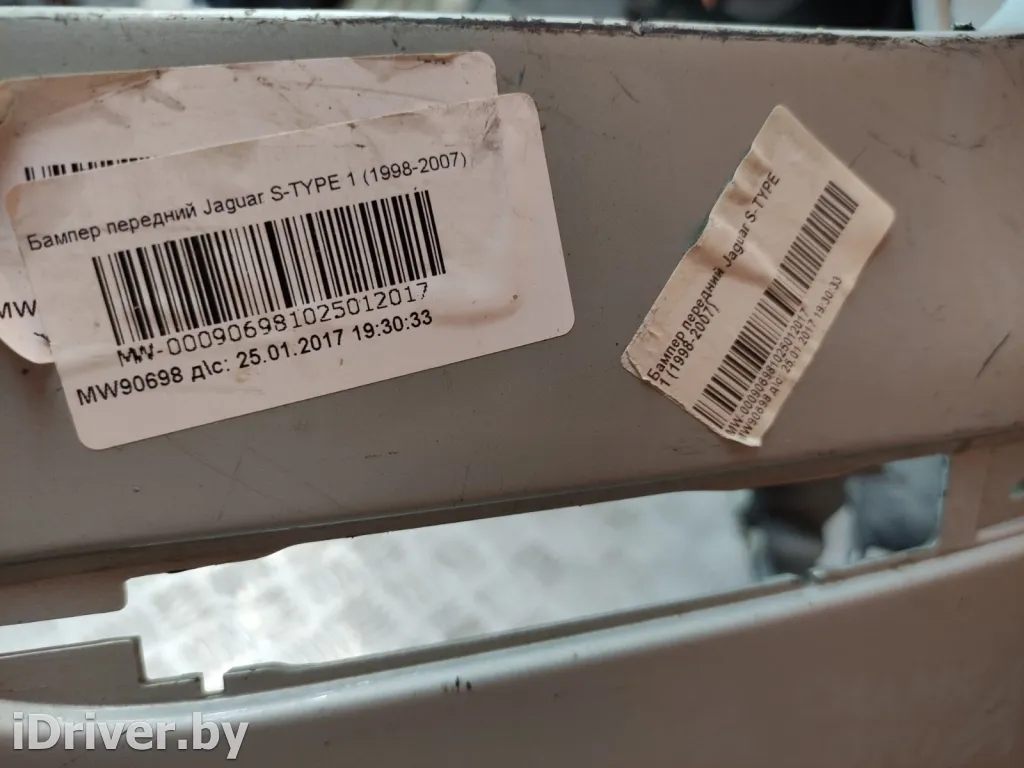 Бампер передний Jaguar S-TYPE 1 (1998-2007)
MW-000906981025012017
MW90698 д\с: 25.01.2017 19:30:33
MW
Бампер передний Jaguar S-TYPE
1 (1998-2007)
MW-000906981025012017
MW90698 д\с: 25.01.2017 19:30:33
iDriver.by